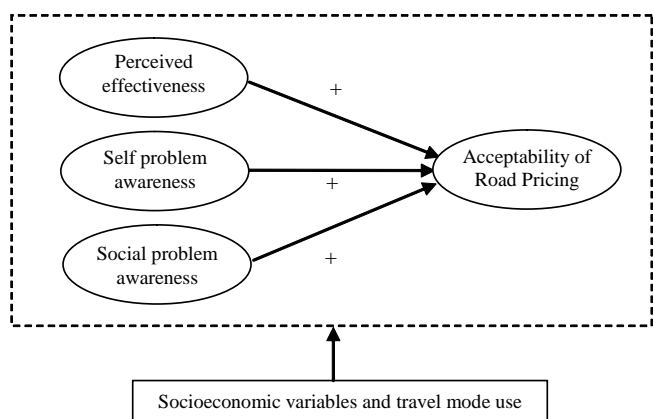 Perceived
effectiveness
+
Self problem
awareness
+
Acceptability of
Road Pricing
Social problem
awareness
+
Socioeconomic variables and travel mode use